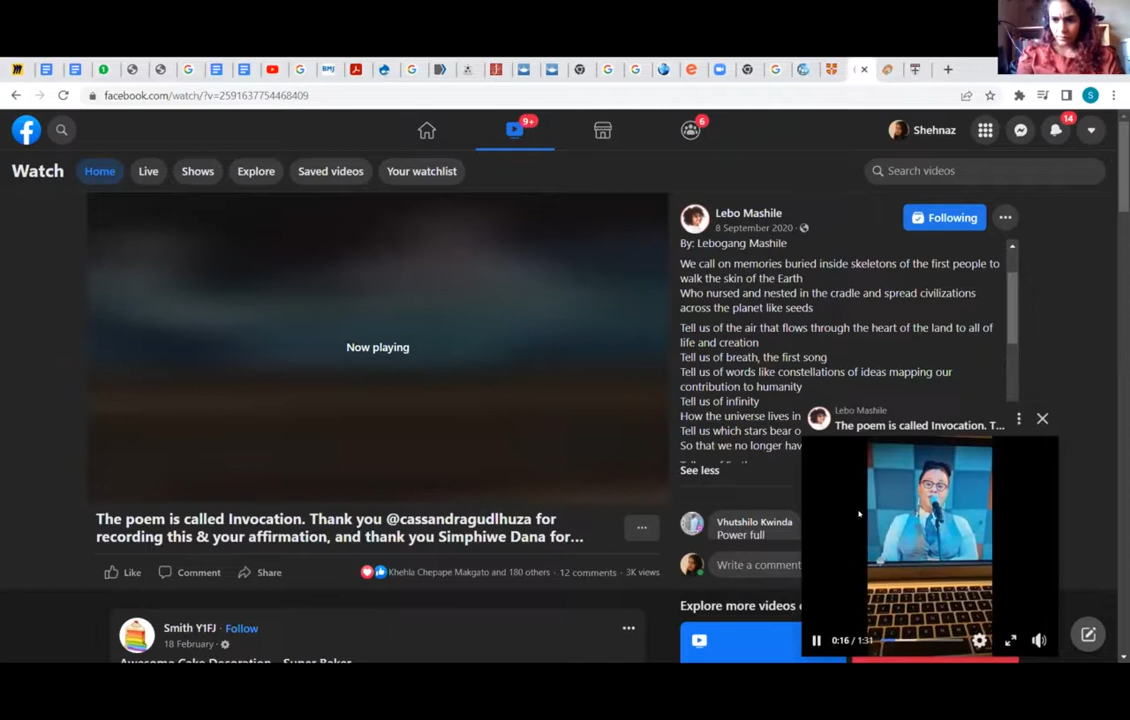 BMJ
facebook.com/watch/?v=2591637754468409
S
9+
6
Shehnaz
14
Watch
Home
Live
Shows
Explore
Saved videos
Your watchlist
Search videos
Now playing
Lebo Mashile
8 September 2020 ·
Following
By: Lebogang Mashile
We call on memories buried inside skeletons of the first people to
walk the skin of the Earth
Who nursed and nested in the cradle and spread civilizations
across the planet like seeds
Tell us of the air that flows through the heart of the land to all of
life and creation
Tell us of breath, the first song
Tell us of words like constellations of ideas mapping our
contribution to humanity
Tell us of infinity
How the universe lives in
Tell us which stars bear o
So that we no longer hav
See less
Lebo Mashile
The poem is called Invocation. T...
0:16 / 1:31
The poem is called Invocation. Thank you @cassandragudlhuza for
recording this & your affirmation, and thank you Simphiwe Dana for...
Like
Comment
Share
Khehla Chepape Makgato and 180 others · 12 comments · 3K views
Vhutshilo Kwinda
Power full
Write a comment
Explore more videos
Smith Y1FJ
Follow
18 February ·
Awesome Cake Decoration
Super Baker